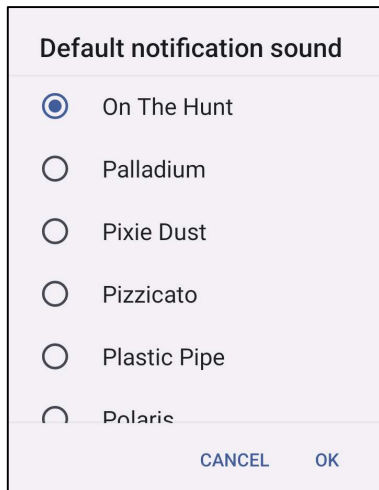 Default notification sound
On The Hunt
Palladium
Pixie Dust
Pizzicato
Plastic Pipe
Polaris
CANCEL OK